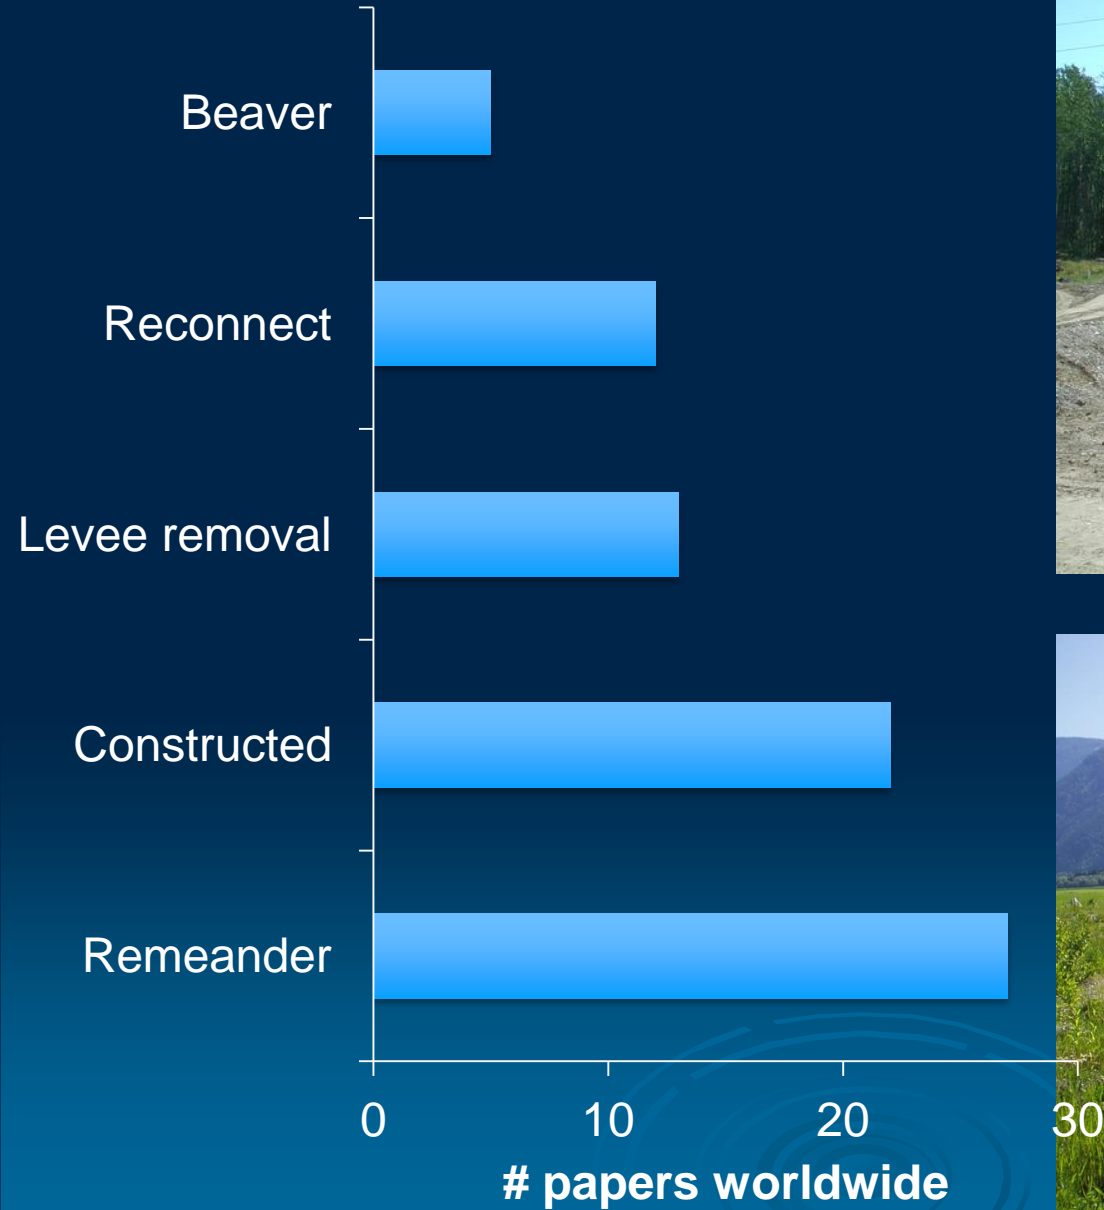 Beaver
Reconnect
Levee removal
Constructed
Remeander
0 10 20 30
# papers worldwide